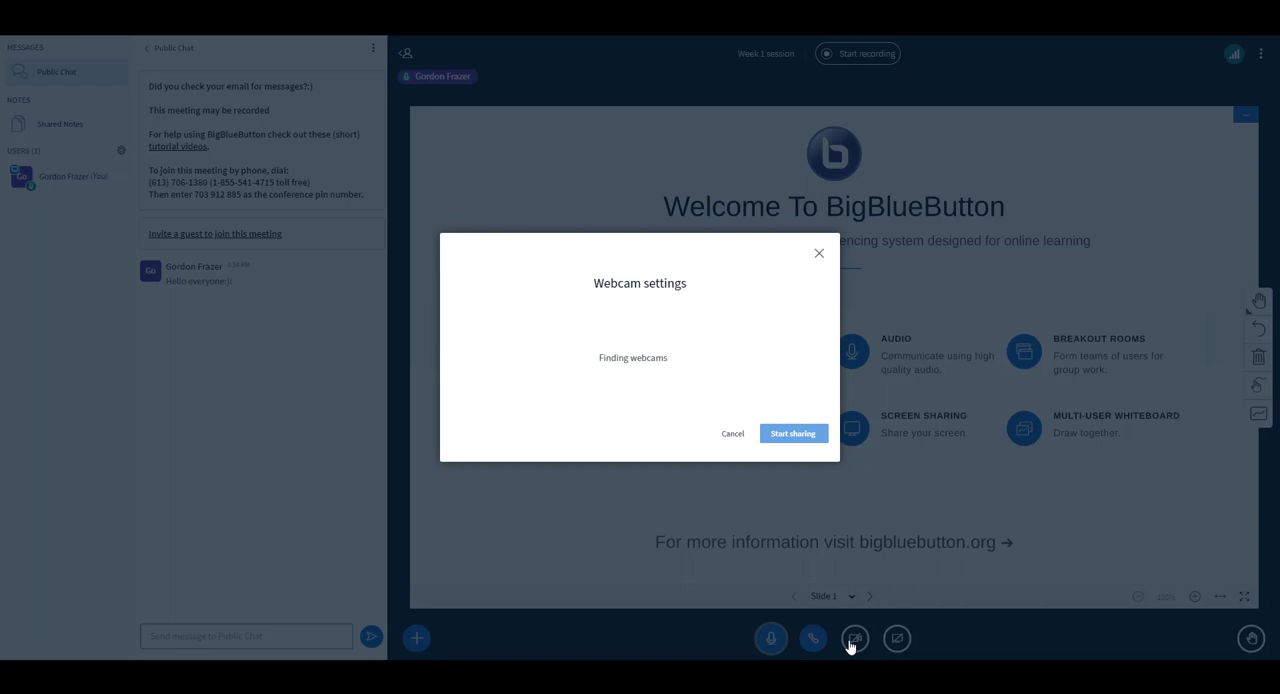 MESSAGES
Public Chat
NOTES
Shared Notes
USERS (1)
Go
Gordon Frazer (You)
Public Chat
Did you check your email for messages?:)
This meeting may be recorded
For help using BigBlueButton check out these (short)
tutorial videos.
To join this meeting by phone, dial:
(613) 706-1380 (1-855-541-4715 toll free)
Then enter 703 912 885 as the conference pin number.
Invite a guest to join this meeting
Go
Gordon Frazer
Hello everyone:)!
Send message to Public Chat
Week 1 session
Start recording
Gordon Frazer
b
Welcome To BigBlueButton
encing system designed for online learning
Webcam settings
Finding webcams
Cancel
Start sharing
AUDIO
Communicate using high
quality audio.
BREAKOUT ROOMS
Form teams of users for
group work.
SCREEN SHARING
Share your screen.
MULTI-USER WHITEBOARD
Draw together.
For more information visit bigbluebutton.org →
Slide 1
100%